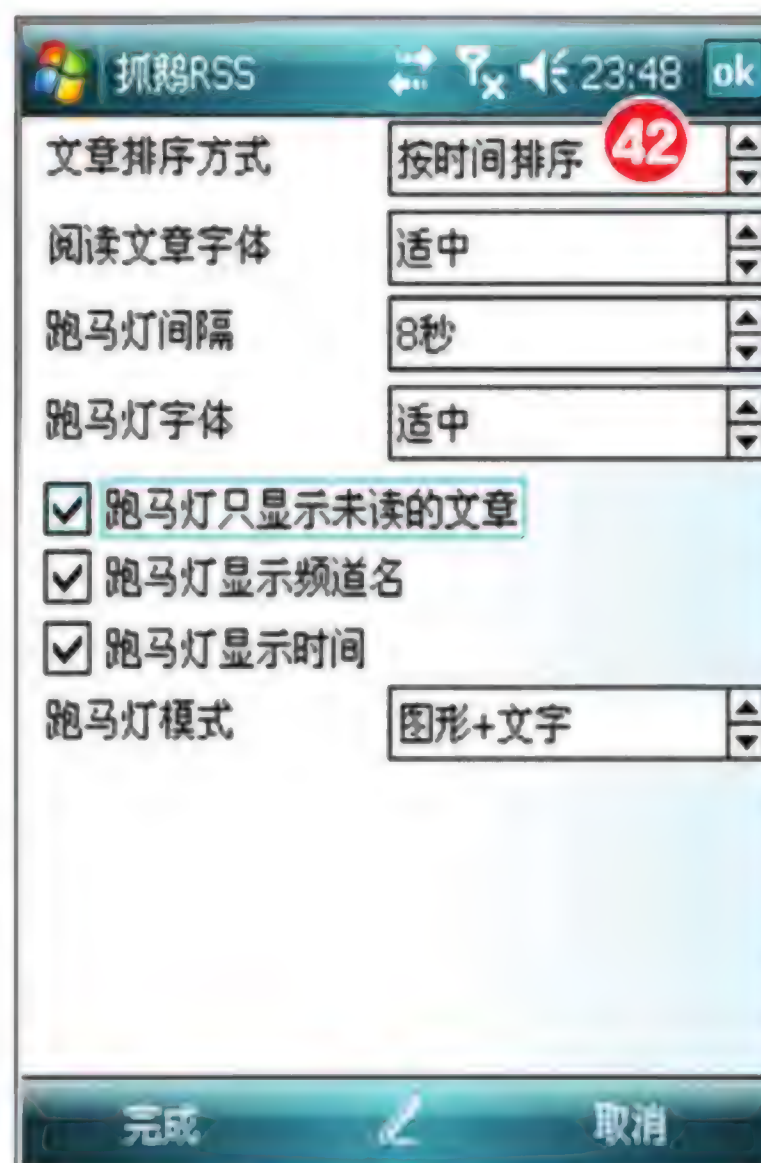 抓鹅RSS 23:48 ok
文章排序方式 按时间排序 42
阅读文章字体 适中
跑马灯间隔 8秒
跑马灯字体 适中
跑马灯只显示未读的文章
跑马灯显示频道名
跑马灯显示时间
跑马灯模式 图形+文字
完成 取消